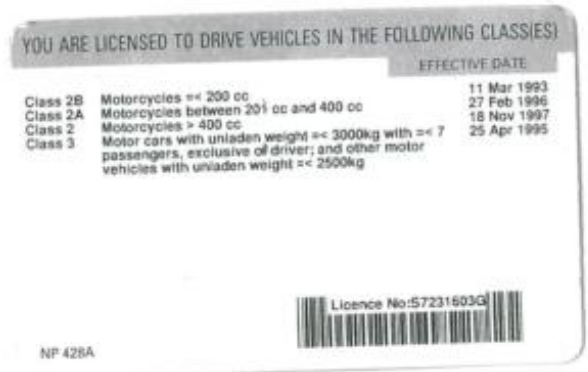 YOU ARE LICENSED TO DRIVE VEHICLES IN THE FOLLOWING CLASS(ES)
EFFECTIVE DATE
Class 2B Motorcycles =< 200 cc 11 Mar 1993
Class 2A Motorcycles between 201 cc and 400 cc 27 Feb 1996
Class 2 Motorcycles > 400 cc 18 Nov 1997
Class 3 Motor cars with unladen weight =< 3000kg with =< 7 25 Apr 1995
passengers, exclusive of driver; and other motor
vehicles with unladen weight =< 2500kg
Licence No:S7231603G
NP 428A